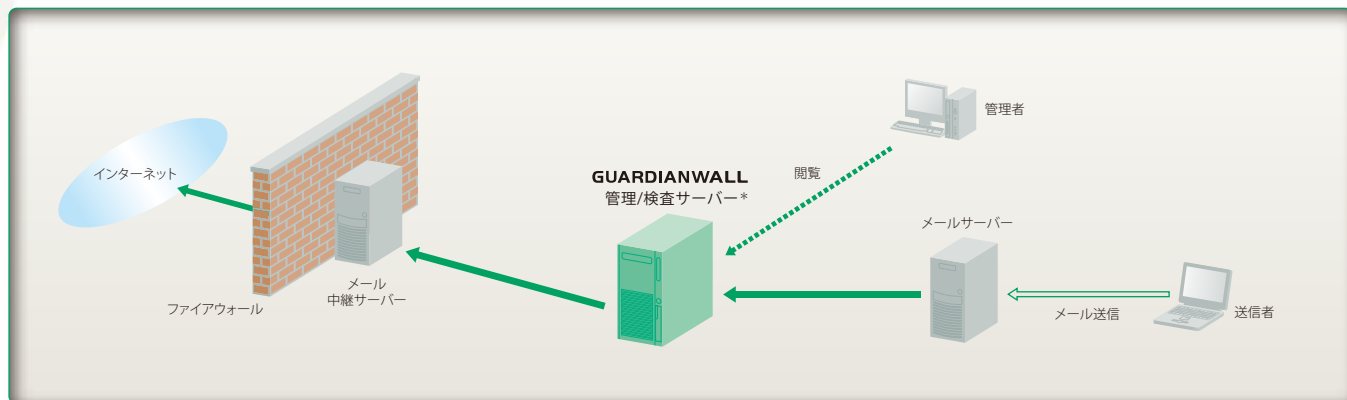 インターネット
ファイアウォール
メール
中継サーバー
GUARDIANWALL
管理/検査サーバー*
閲覧
管理者
メールサーバー
メール送信
送信者